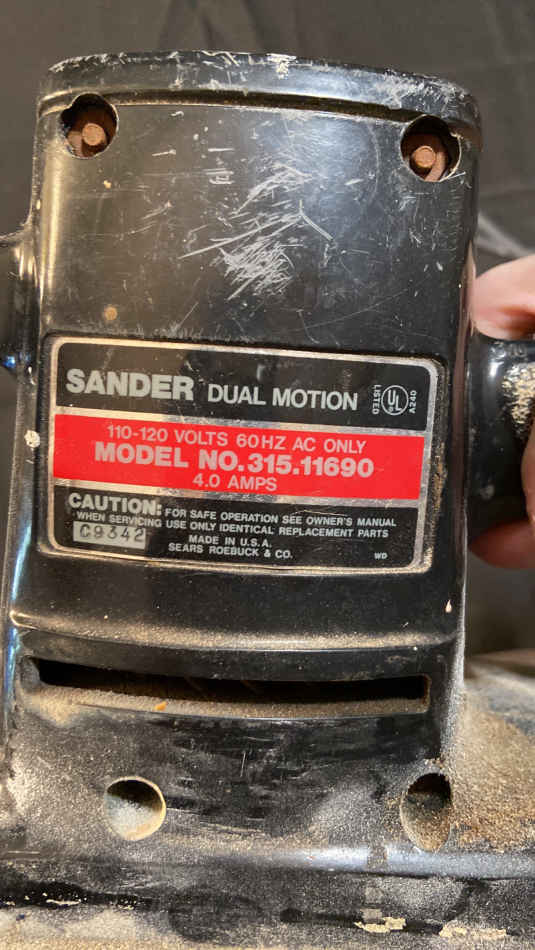 SANDER DUAL MOTION
LISTED
UL
A240
110-120 VOLTS 60HZ AC ONLY
MODEL NO.315.11690
4.0 AMPS
CAUTION: FOR SAFE OPERATION SEE OWNER'S MANUAL
WHEN SERVICING USE ONLY IDENTICAL REPLACEMENT PARTS
C9342
MADE IN U.S.A.
SEARS ROEBUCK & CO.
WD